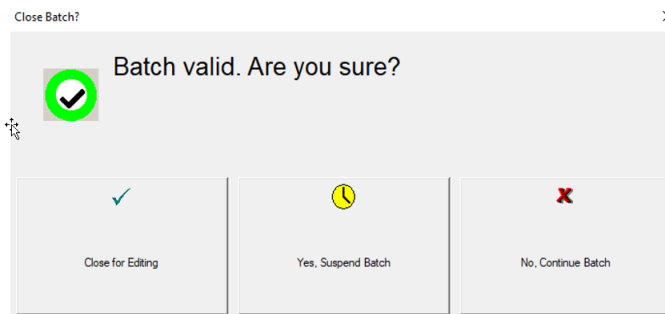 Close Batch?
Batch valid. Are you sure?
Close for Editing
Yes, Suspend Batch
No, Continue Batch